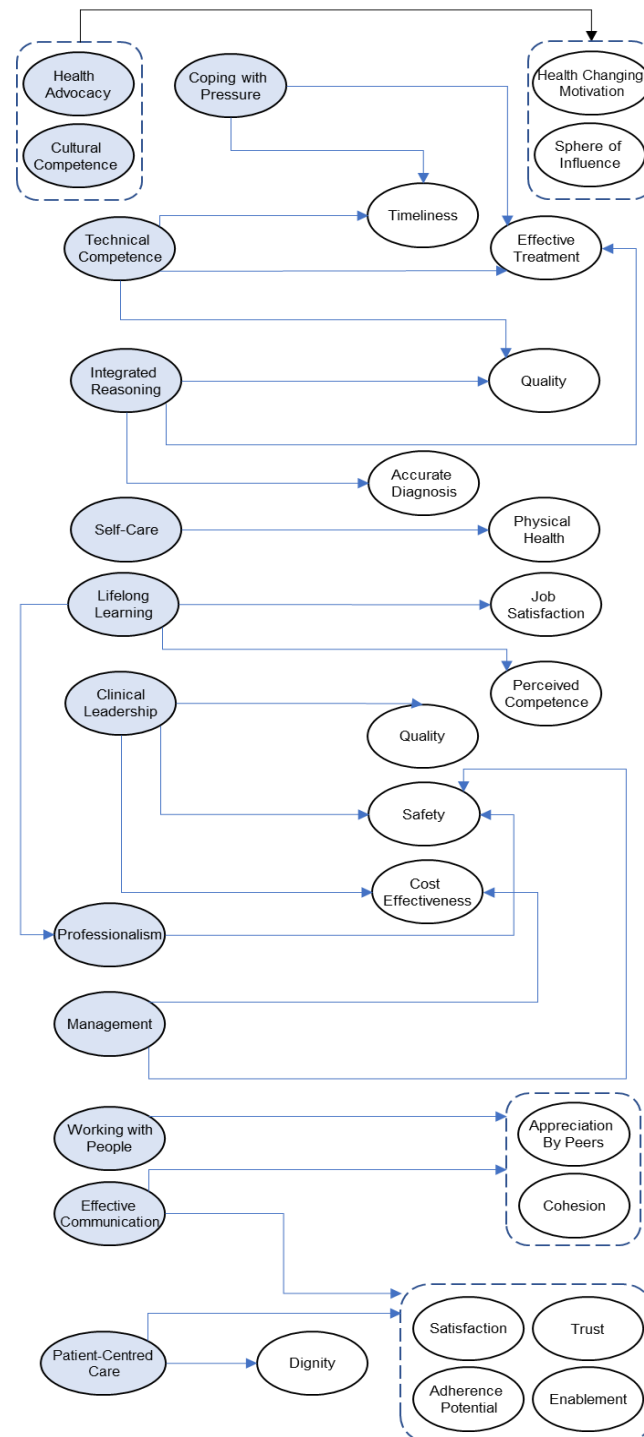 Health
Advocacy
Cultural
Competence
Coping with
Pressure
Health Changing
Motivation
Sphere of
Influence
Timeliness
Technical
Competence
Effective
Treatment
Integrated
Reasoning
Quality
Accurate
Diagnosis
Self-Care
Physical
Health
Lifelong
Learning
Job
Satisfaction
Perceived
Competence
Clinical
Leadership
Quality
Safety
Cost
Effectiveness
Professionalism
Management
Working with
People
Appreciation
By Peers
Effective
Communication
Cohesion
Satisfaction
Trust
Patient-Centred
Care
Dignity
Adherence
Potential
Enablement